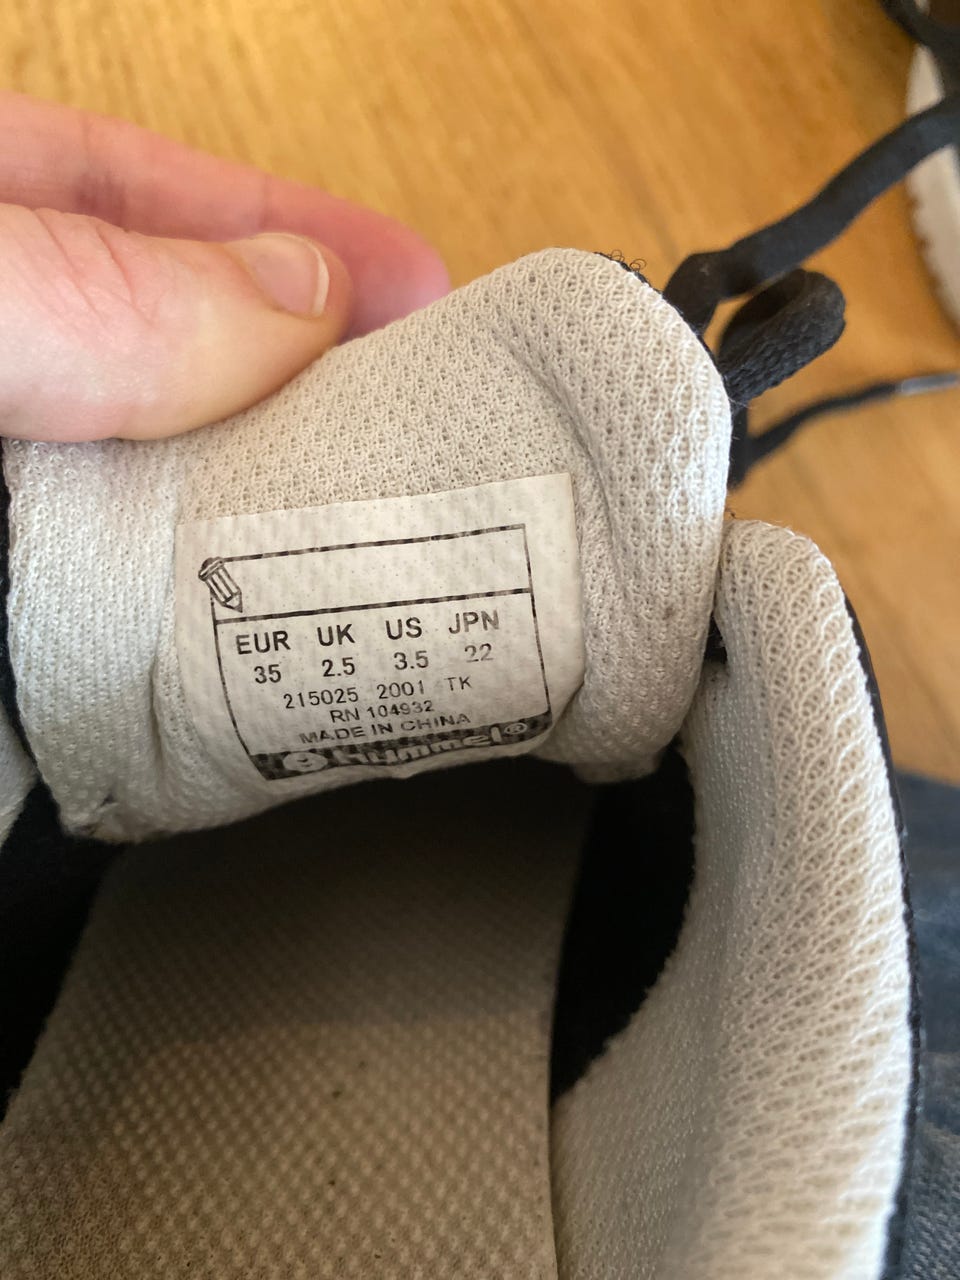 EUR UK US JPN
35 2.5 3.5 22
215025 2001 TK
RN 104932
MADE IN CHINA
hummel®